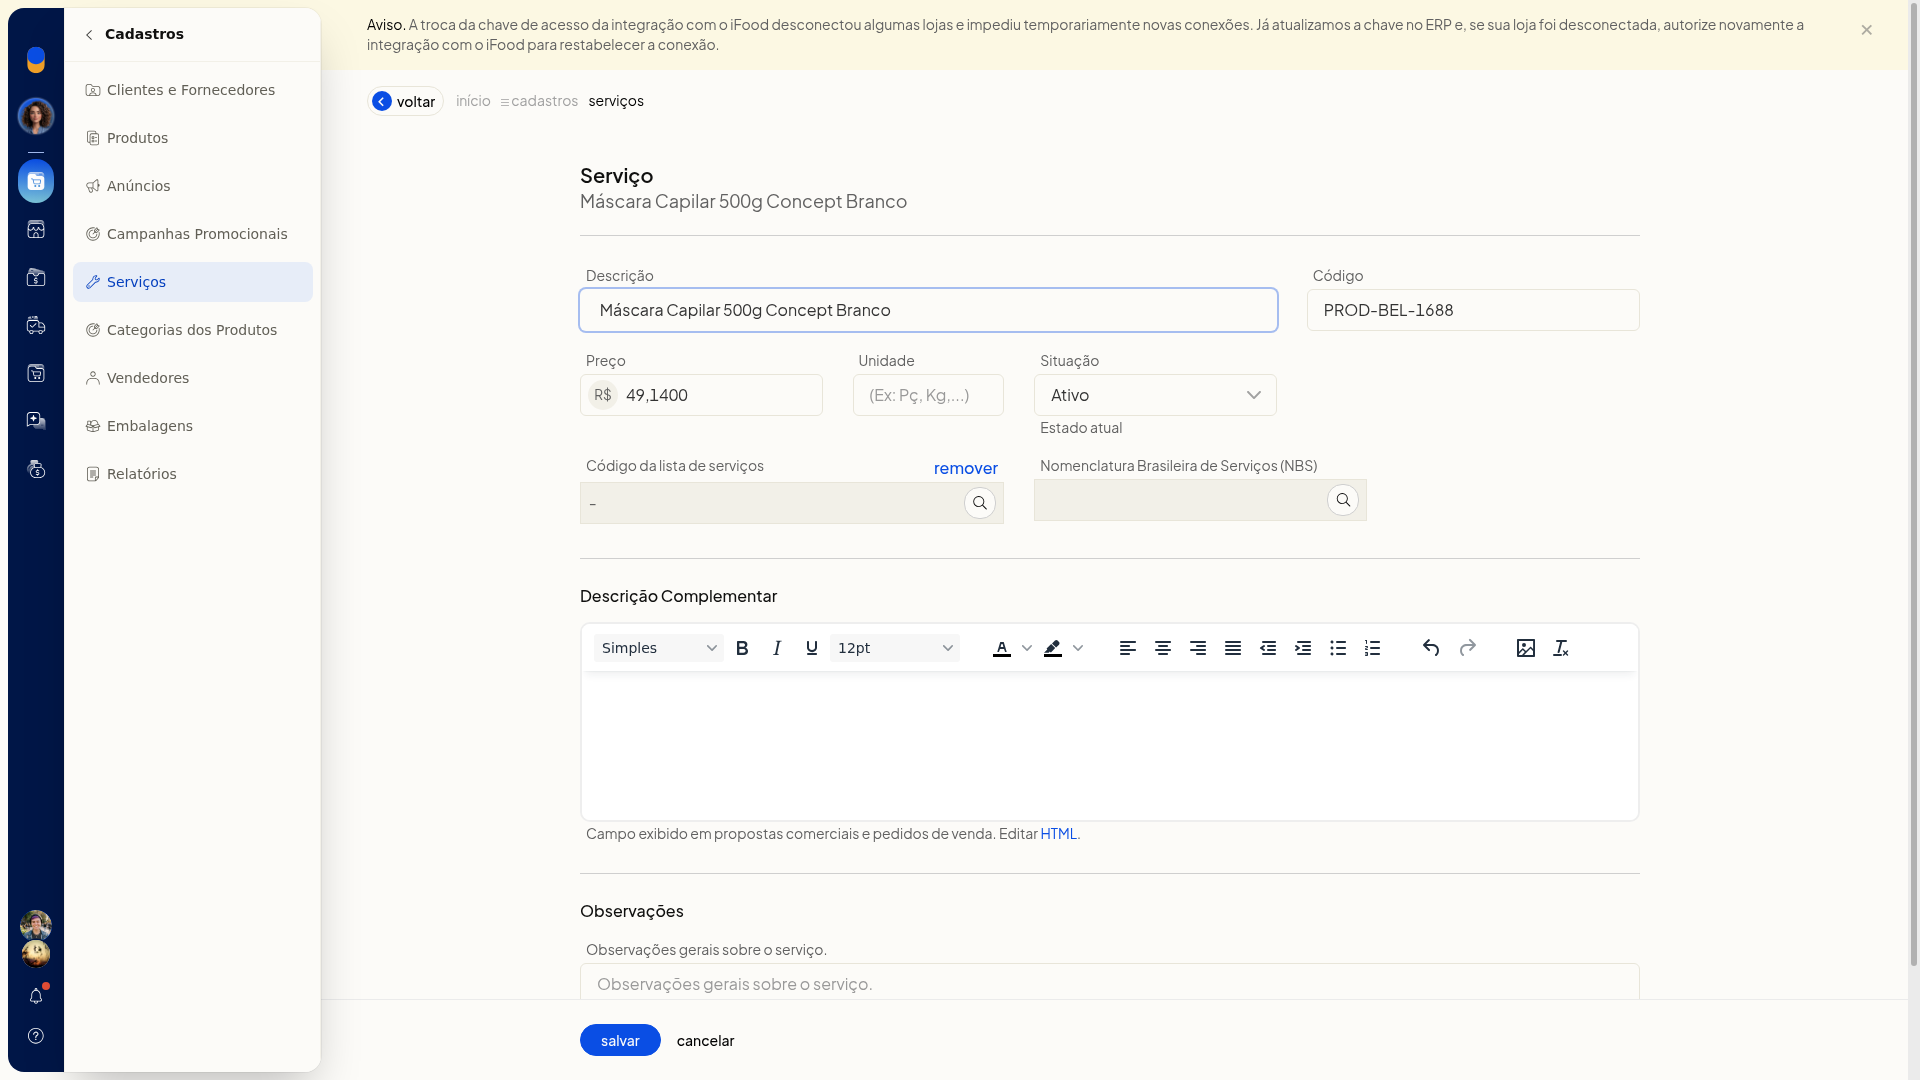 Cadastros
Clientes e Fornecedores
Produtos
Anúncios
Campanhas Promocionais
Serviços
Categorias dos Produtos
Vendedores
Embalagens
Relatórios
Aviso. A troca da chave de acesso da integração com o iFood desconectou algumas lojas e impediu temporariamente novas conexões. Já atualizamos a chave no ERP e, se sua loja foi desconectada, autorize novamente a
integração com o iFood para restabelecer a conexão.
voltar início cadastros serviços
Serviço
Máscara Capilar 500g Concept Branco
Descrição Código
Máscara Capilar 500g Concept Branco PROD-BEL-1688
Preço Unidade Situação
R$ 49,1400 (Ex: Pç, Kg,...) Ativo
Estado atual
Código da lista de serviços remover Nomenclatura Brasileira de Serviços (NBS)
-
Descrição Complementar
Simples B I U 12pt A
Campo exibido em propostas comerciais e pedidos de venda. Editar HTML.
Observações
Observações gerais sobre o serviço.
Observações gerais sobre o serviço.
salvar cancelar